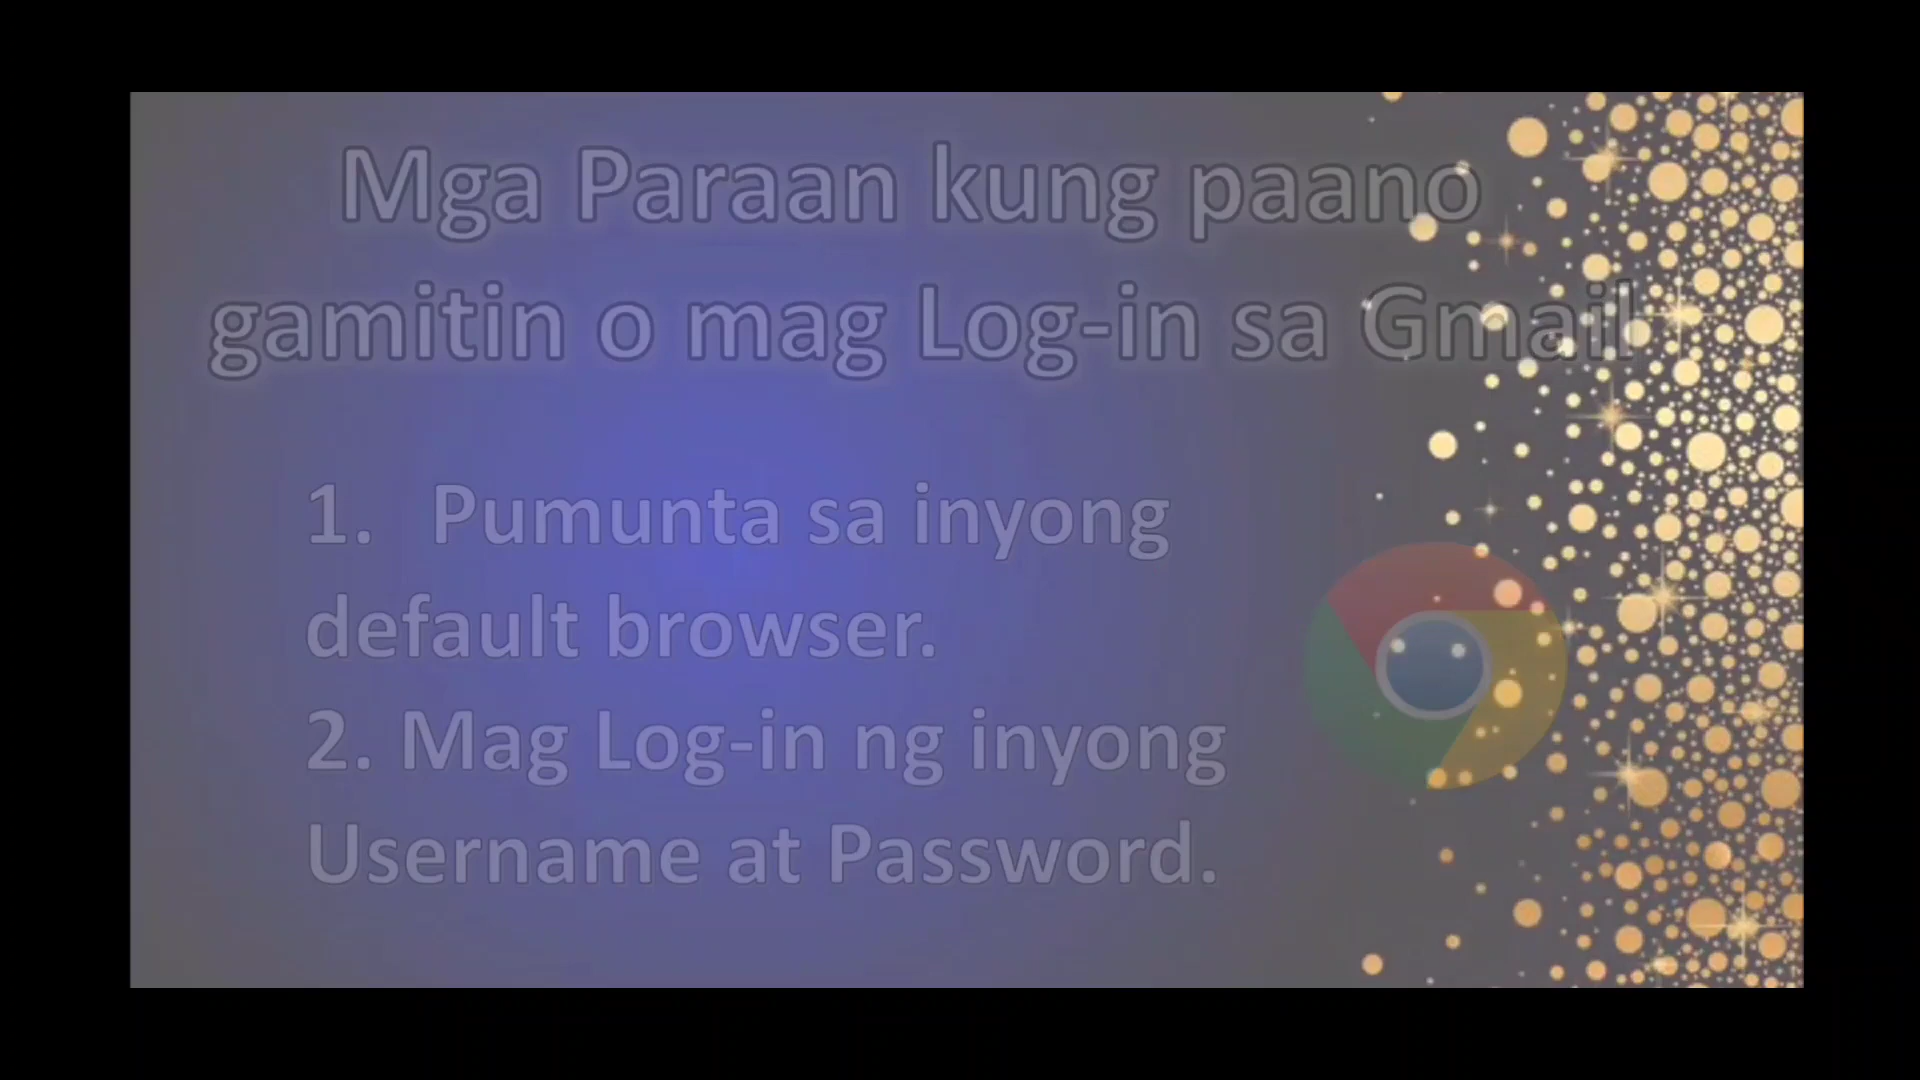 Mga Paraan kung paano
gamitin o mag Log-in sa Gmail
1. Pumunta sa inyong
default browser.
2. Mag Log-in ng inyong
Username at Password.